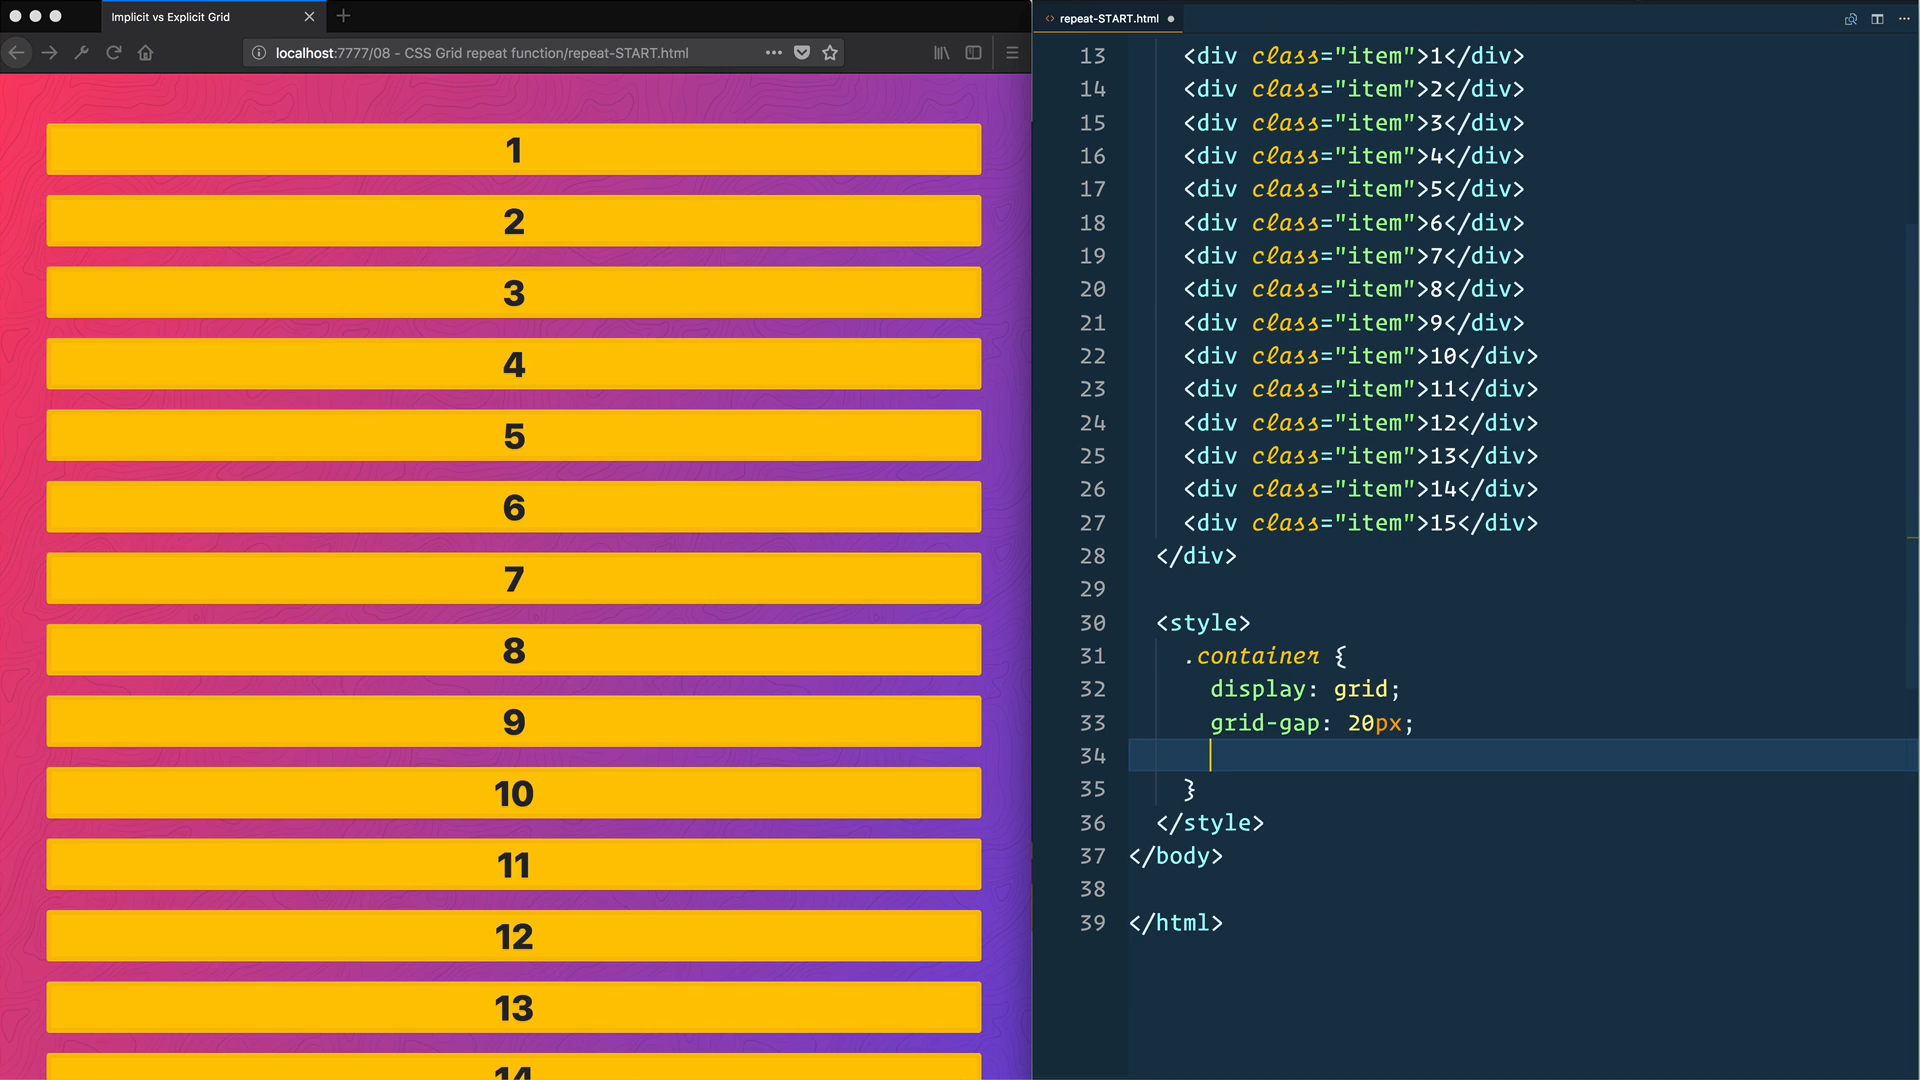 Implicit vs Explicit Grid
localhost:7777/08 - CSS Grid repeat function/repeat-START.html
1
2
3
4
5
6
7
8
9
10
11
12
13
14
repeat-START.html
13 <div class="item">1</div>
14 <div class="item">2</div>
15 <div class="item">3</div>
16 <div class="item">4</div>
17 <div class="item">5</div>
18 <div class="item">6</div>
19 <div class="item">7</div>
20 <div class="item">8</div>
21 <div class="item">9</div>
22 <div class="item">10</div>
23 <div class="item">11</div>
24 <div class="item">12</div>
25 <div class="item">13</div>
26 <div class="item">14</div>
27 <div class="item">15</div>
28 </div>
29
30 <style>
31 .container {
32 display: grid;
33 grid-gap: 20px;
34
35 }
36 </style>
37 </body>
38
39 </html>